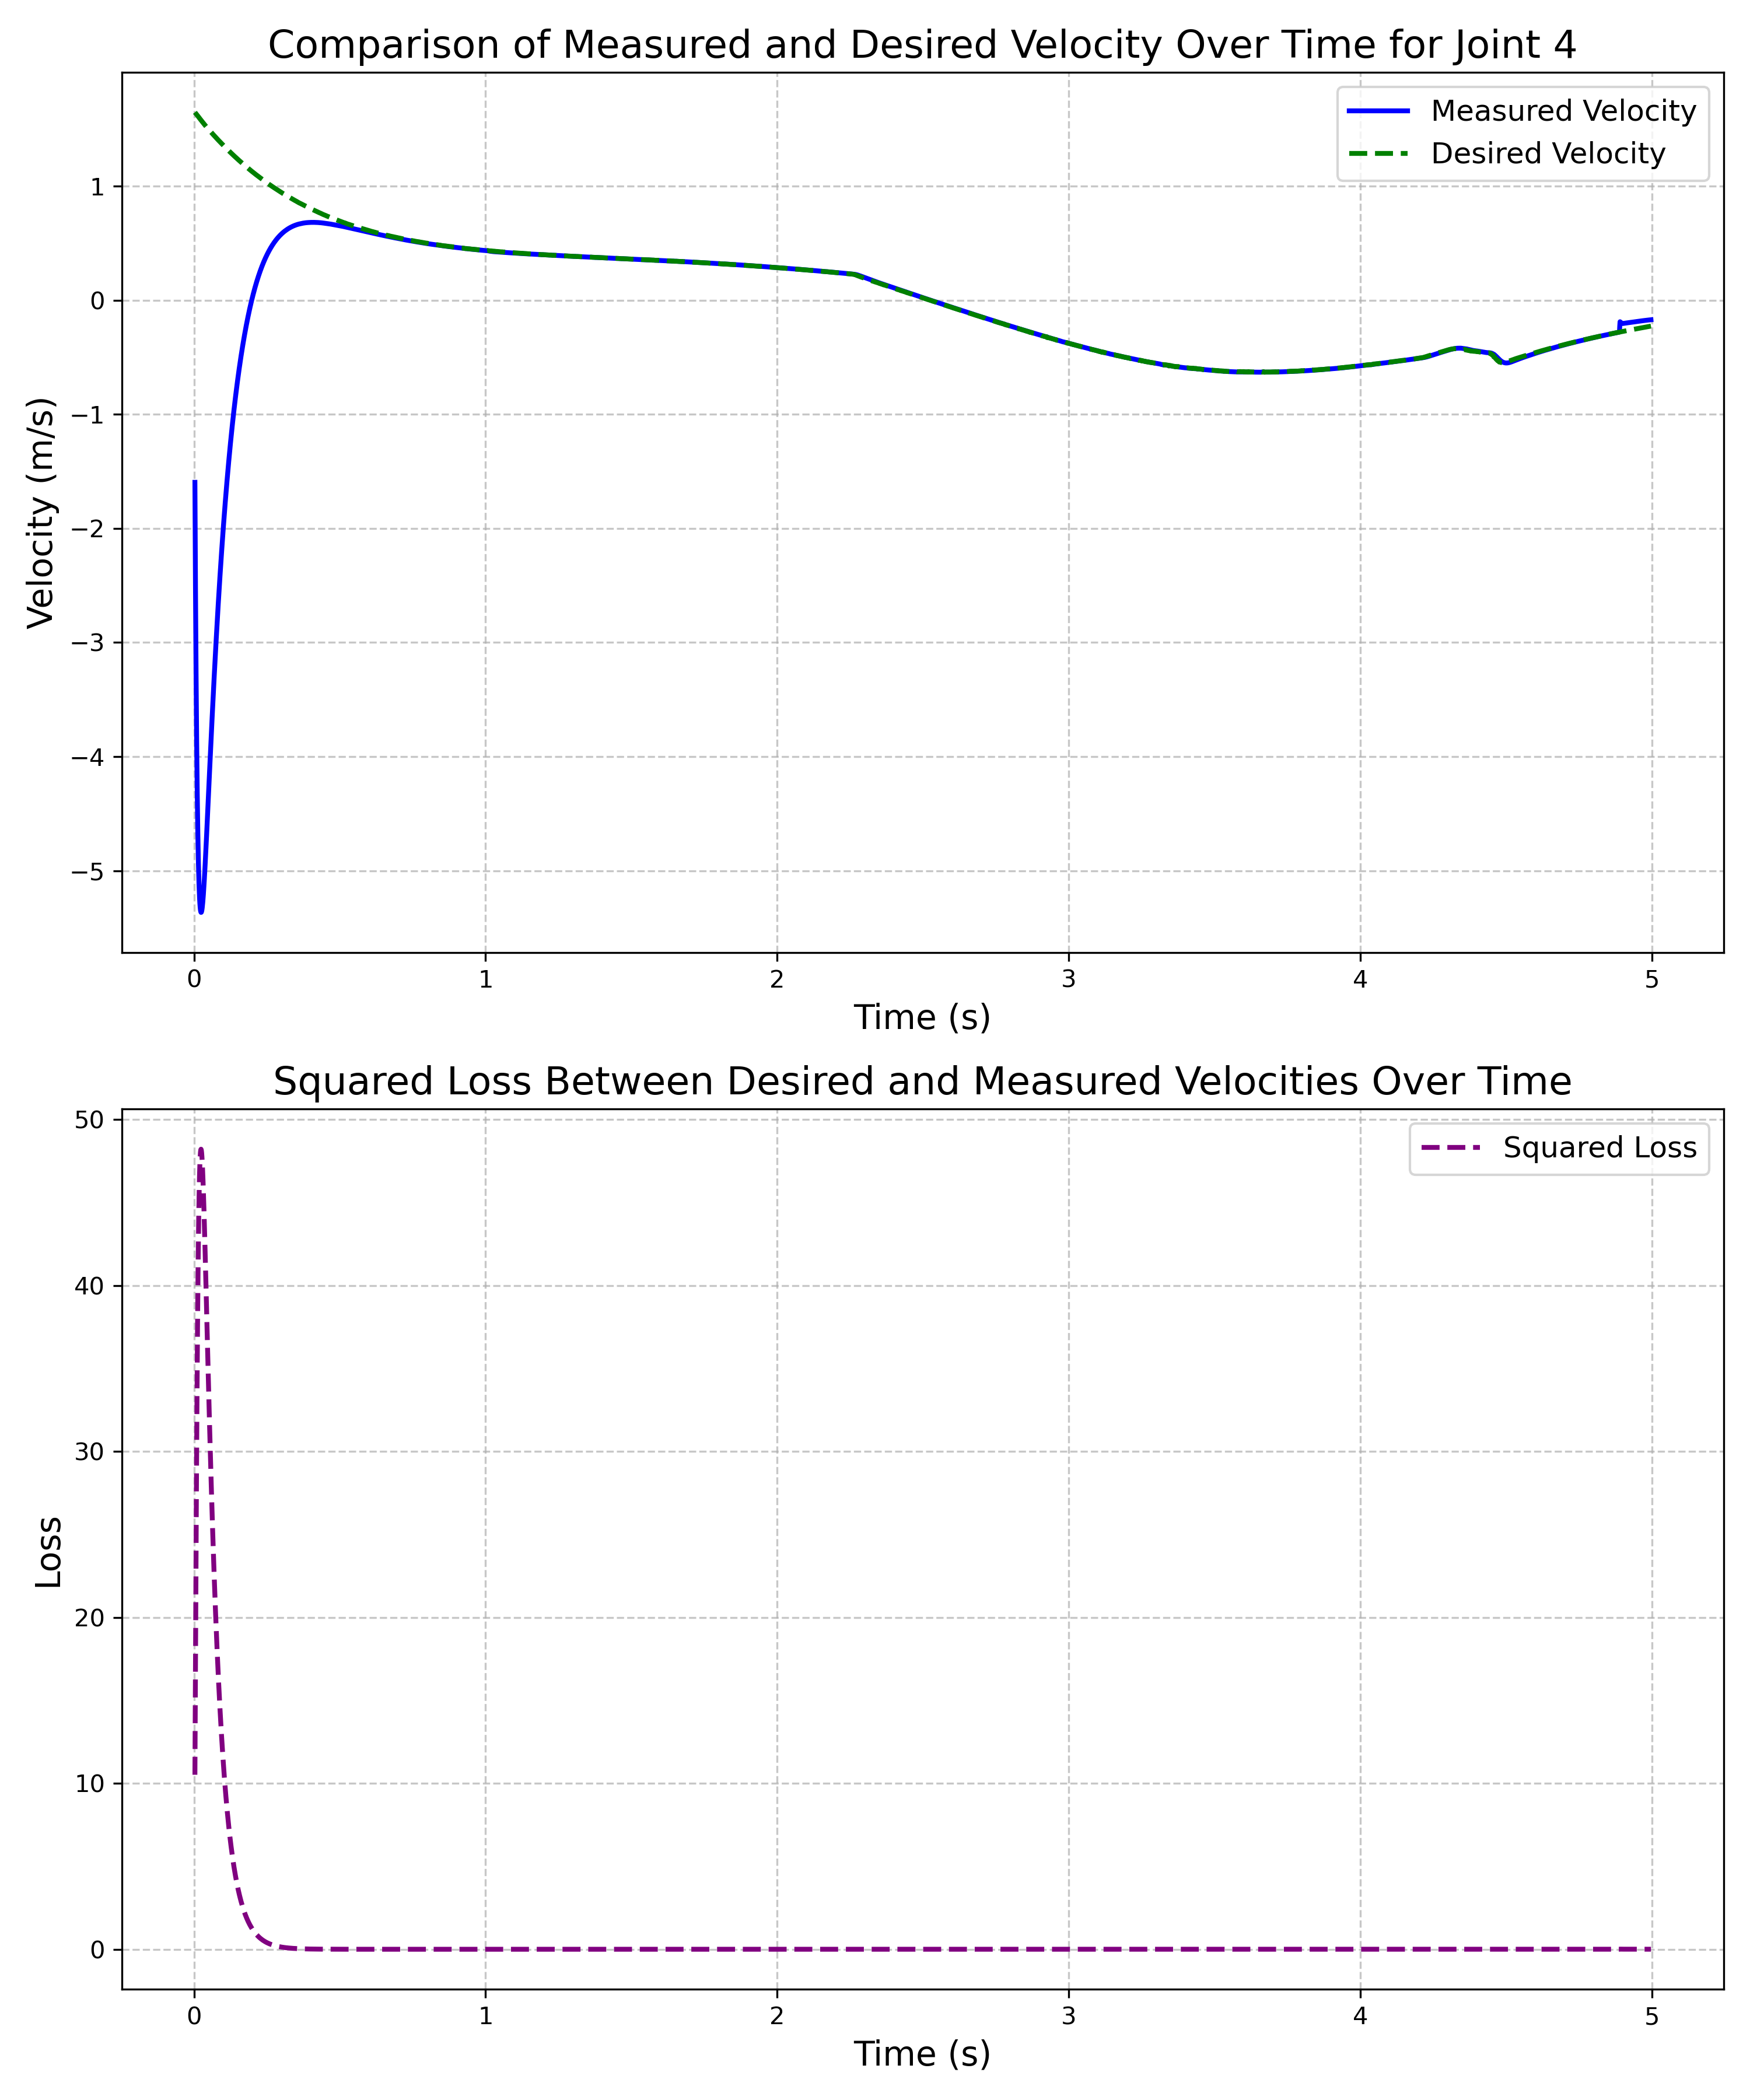 Comparison of Measured and Desired Velocity Over Time for Joint 4
Measured Velocity
Desired Velocity
Velocity (m/s)
1
0
−1
−2
−3
−4
−5
0 1 2 3 4 5
Time (s)
Squared Loss Between Desired and Measured Velocities Over Time
Squared Loss
Loss
50
40
30
20
10
0
0 1 2 3 4 5
Time (s)